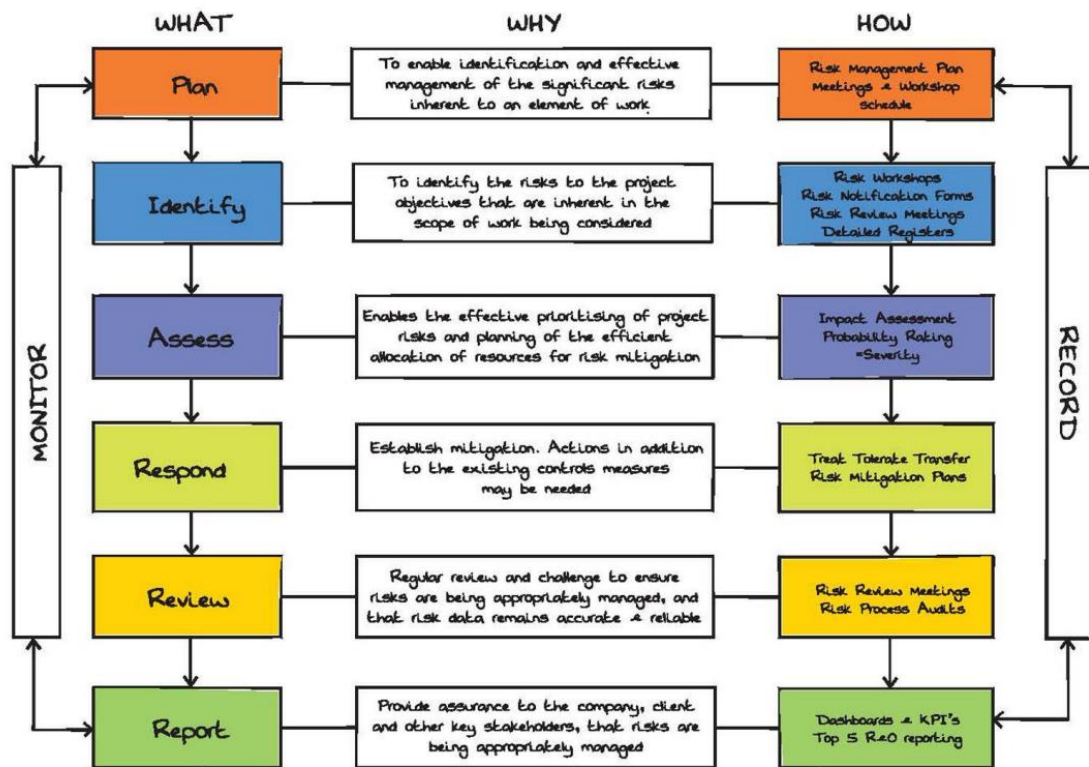 WHAT
WHY
HOW
Plan
To enable identification and effective
management of the significant risks
inherent to an element of work
Risk Management Plan
Meetings & Workshop
schedule
Identify
To identify the risks to the project
objectives that are inherent in the
scope of work being considered
Risk Workshops
Risk Notification Forms
Risk Review Meetings
Detailed Registers
Assess
Enables the effective prioritising of project
risks and planning of the efficient
allocation of resources for risk mitigation
Impact Assessment
Probability Rating
=Severity
MONITOR
RECORD
Respond
Establish mitigation. Actions in addition
to the existing controls measures
may be needed
Treat Tolerate Transfer
Risk Mitigation Plans
Review
Regular review and challenge to ensure
risks are being appropriately managed, and
that risk data remains accurate & reliable
Risk Review Meetings
Risk Process Audits
Report
Provide assurance to the company, client
and other key stakeholders, that risks are
being appropriately managed
Dashboards & KPI's
Top 5 R&O reporting